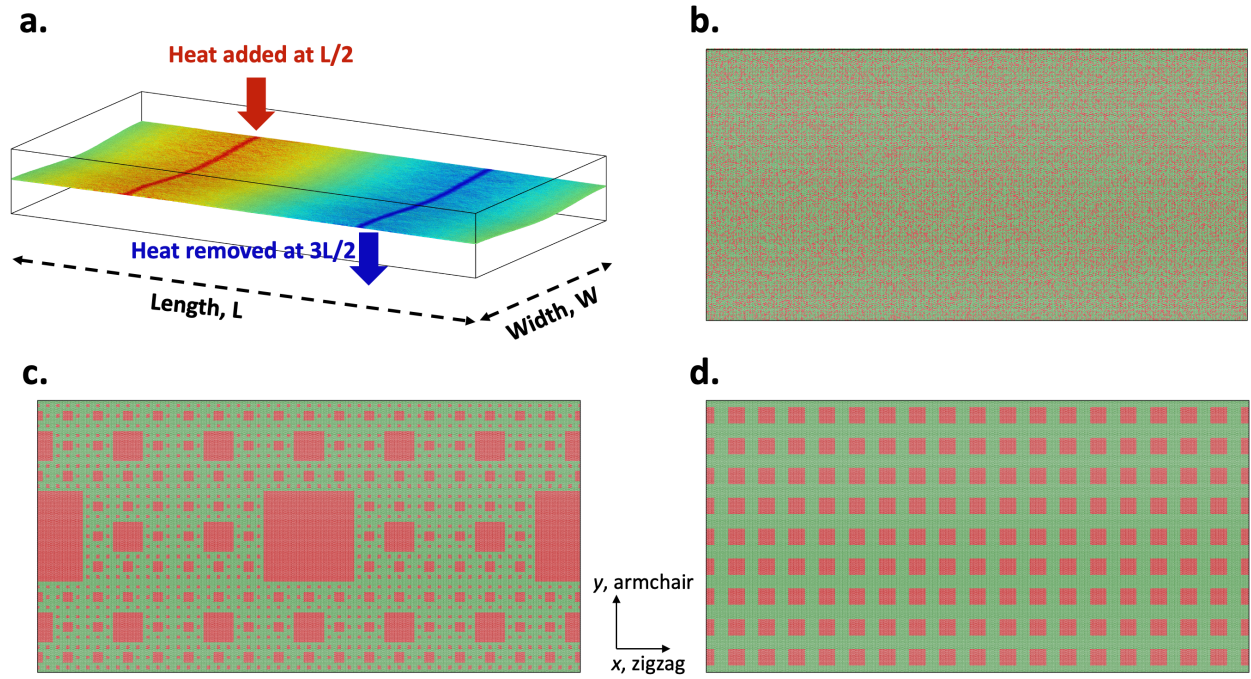 a.
Heat added at L/2
Heat removed at 3L/2
Length, L
Width, W
b.
c.
y, armchair
x, zigzag
d.